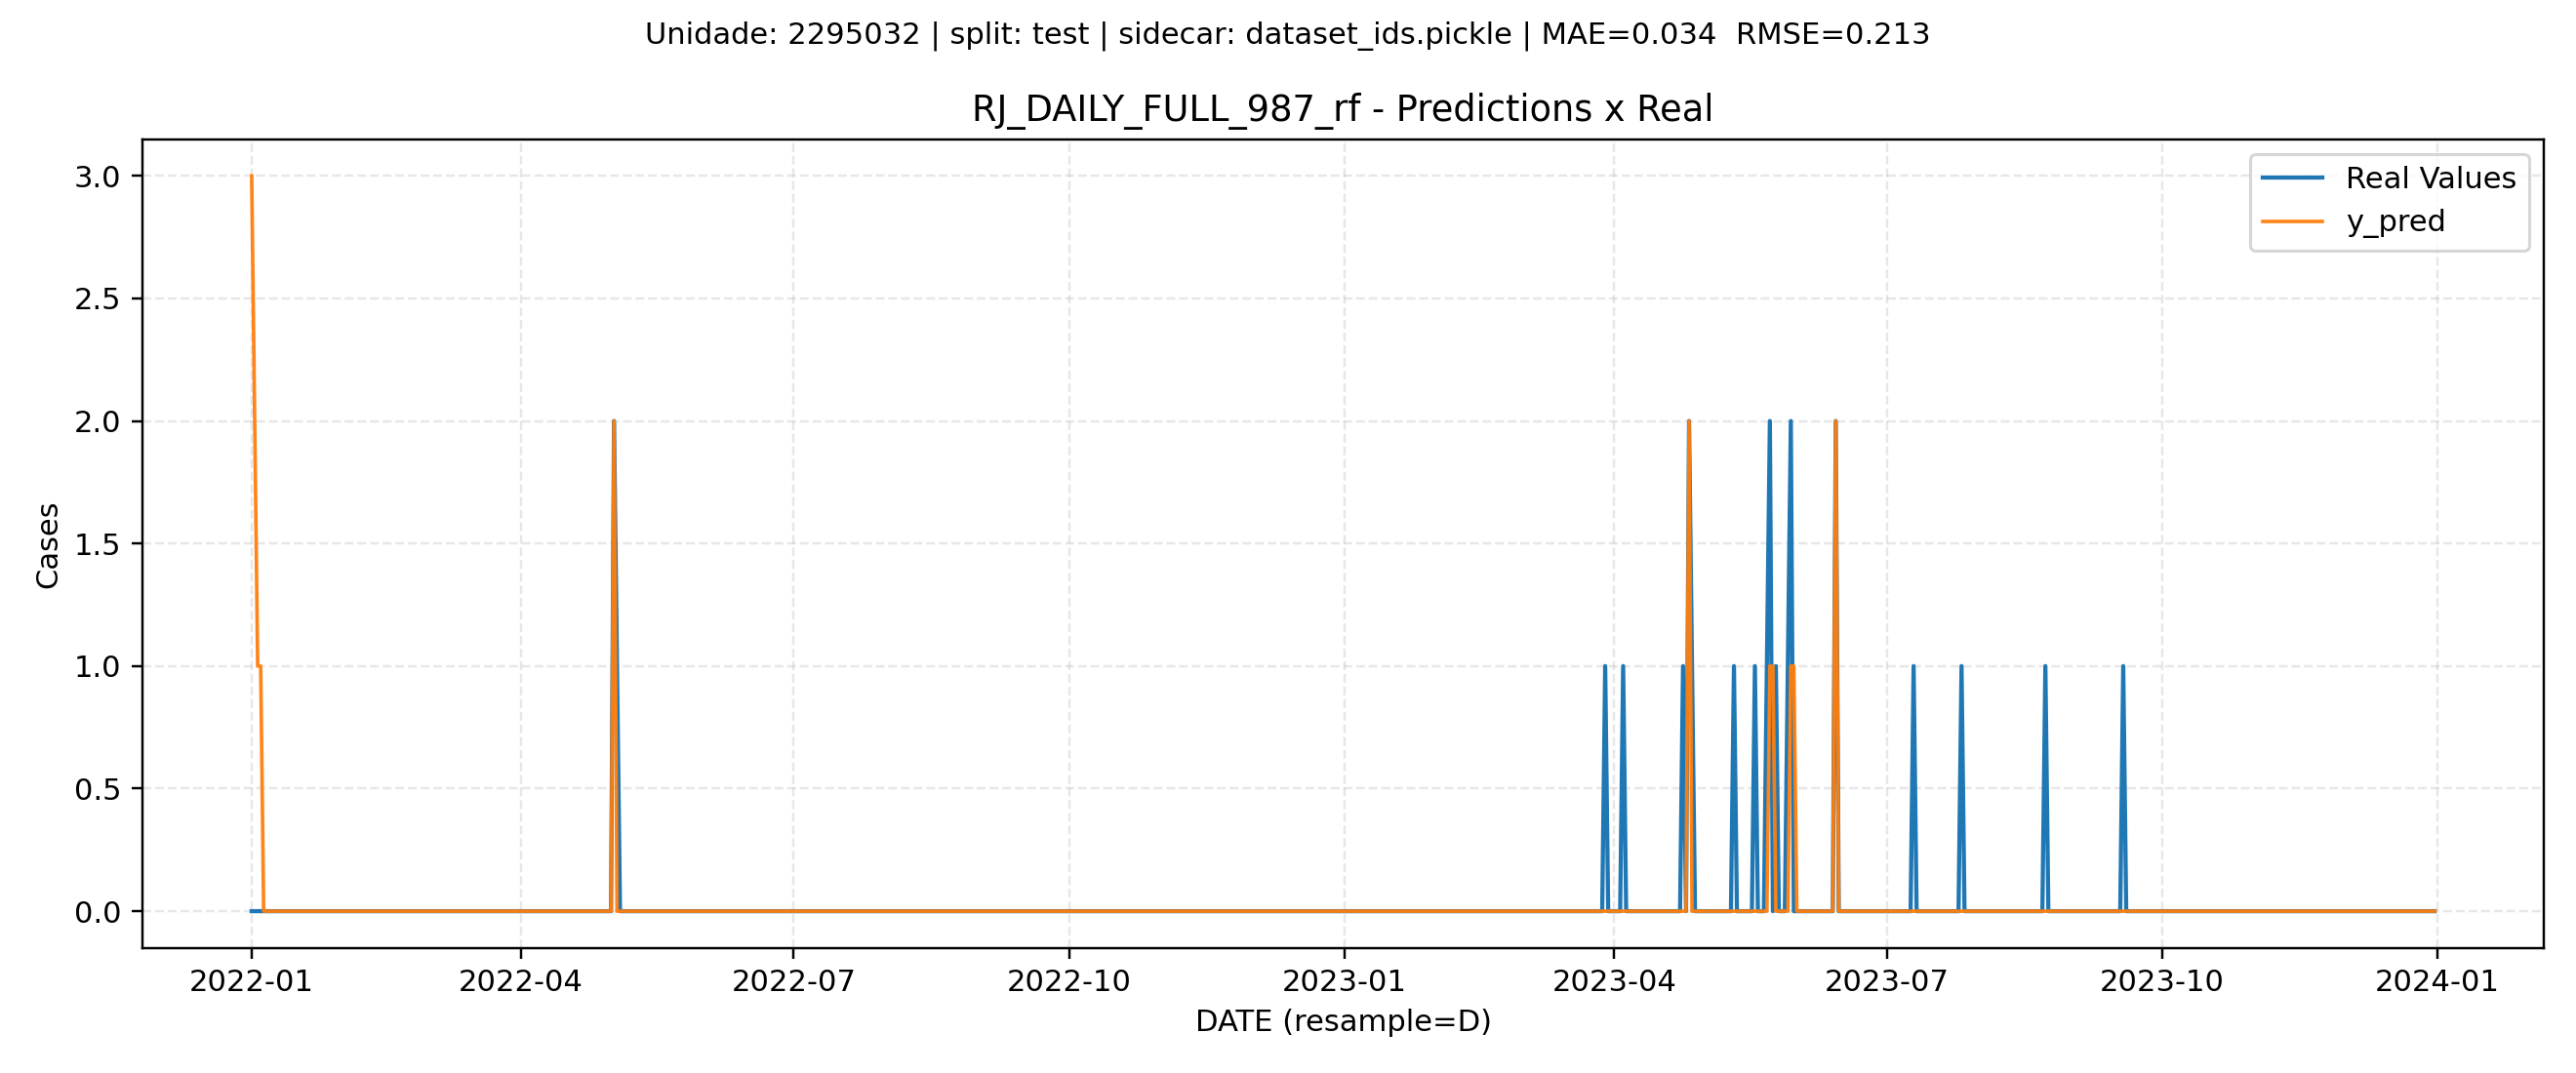 Unidade: 2295032 | split: test | sidecar: dataset_ids.pickle | MAE=0.034  RMSE=0.213
RJ_DAILY_FULL_987_rf - Predictions x Real
Real Values
y_pred
Cases
3.0
2.5
2.0
1.5
1.0
0.5
0.0
2022-01
2022-04
2022-07
2022-10
2023-01
2023-04
2023-07
2023-10
2024-01
DATE (resample=D)